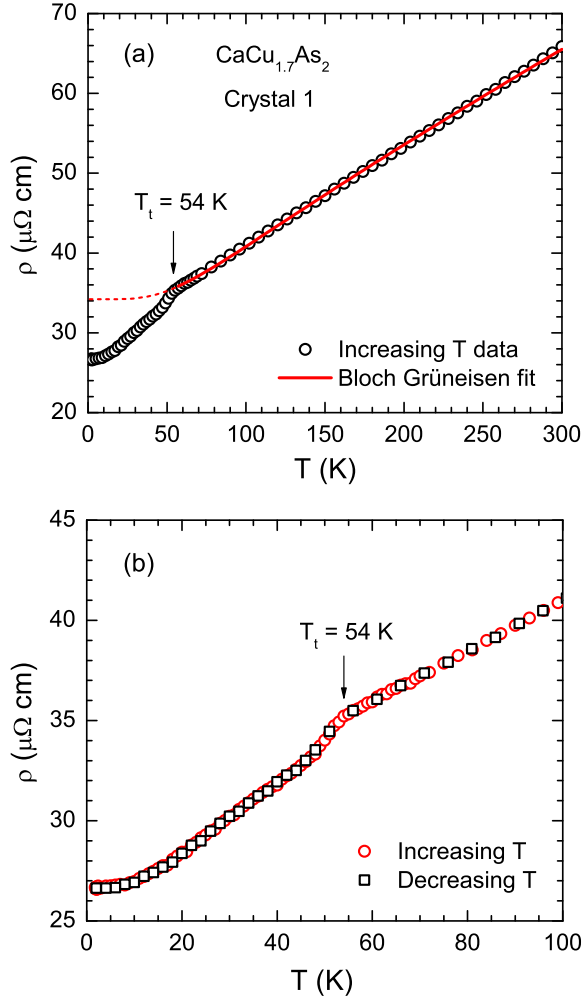 70
(a)
CaCu1.7As2
Crystal 1
60
50
Tt = 54 K
40
30
20
ρ (μΩ cm)
Increasing T data
Bloch Grüneisen fit
0 50 100 150 200 250 300
T (K)
45
(b)
40
Tt = 54 K
35
30
25
ρ (μΩ cm)
Increasing T
Decreasing T
0 20 40 60 80 100
T (K)